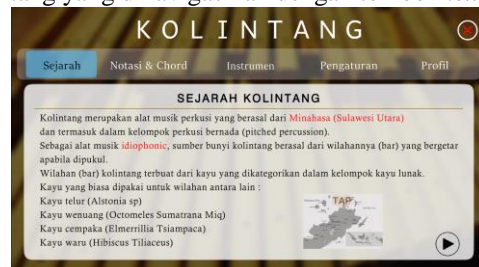 KOLINTANG
Sejarah Notasi & Chord Instrumen Pengaturan Profil
SEJARAH KOLINTANG
Kolintang merupakan alat musik perkusi yang berasal dari Minahasa (Sulawesi Utara)
dan termasuk dalam kelompok perkusi bernada (pitched percussion).
Sebagai alat musik idiophonic, sumber bunyi kolintang berasal dari wilahannya (bar) yang bergetar
apabila dipukul.
Wilahan (bar) kolintang terbuat dari kayu yang dikategorikan dalam kelompok kayu lunak.
Kayu yang biasa dipakai untuk wilahan antara lain :
Kayu telur (Alstonia sp)
Kayu wenuang (Octomeles Sumatrana Miq)
Kayu cempaka (Elmerrillia Tsiampaca)
Kayu waru (Hibiscus Tiliaceus)
TAP